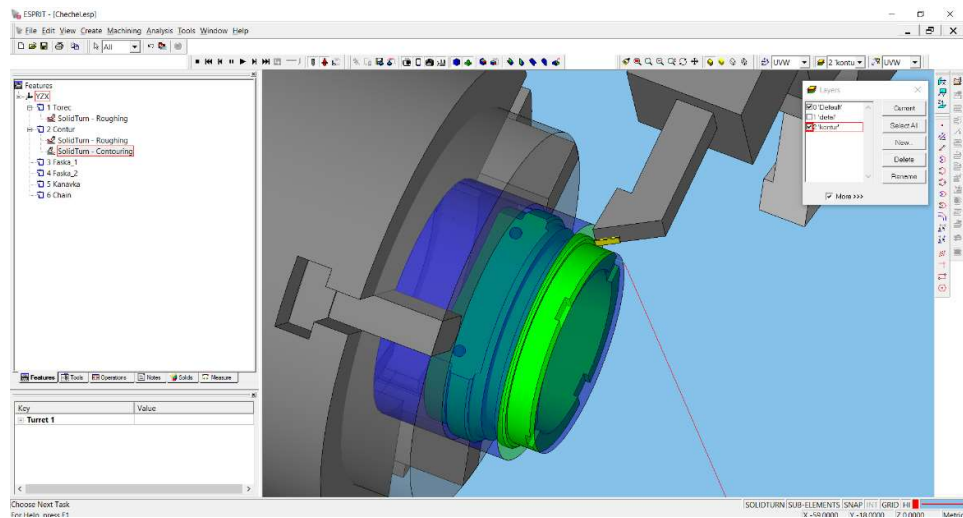 ESPRIT - [Chechel.esp]
File Edit View Create Machining Analysis Tools Window Help
All
UVW 2 'kontu' UVW
Features
YZX
1 Torec
SolidTurn - Roughing
2 Contur
SolidTurn - Roughing
SolidTurn - Contouring
3 Faska_1
4 Faska_2
5 Kanavka
6 Chain
Layers
0 'Default'
1 'deta'
2 'kontur'
Current
Select All
New...
Delete
Rename
More >>>
Features Tools Operations Notes Solids Measure
Key Value
Turret 1
Choose Next Task
SOLIDTURN SUB-ELEMENTS SNAP INT GRID HI
For Help, press F1
X -59.0000 Y -18.0000 Z 0.0000 Metric